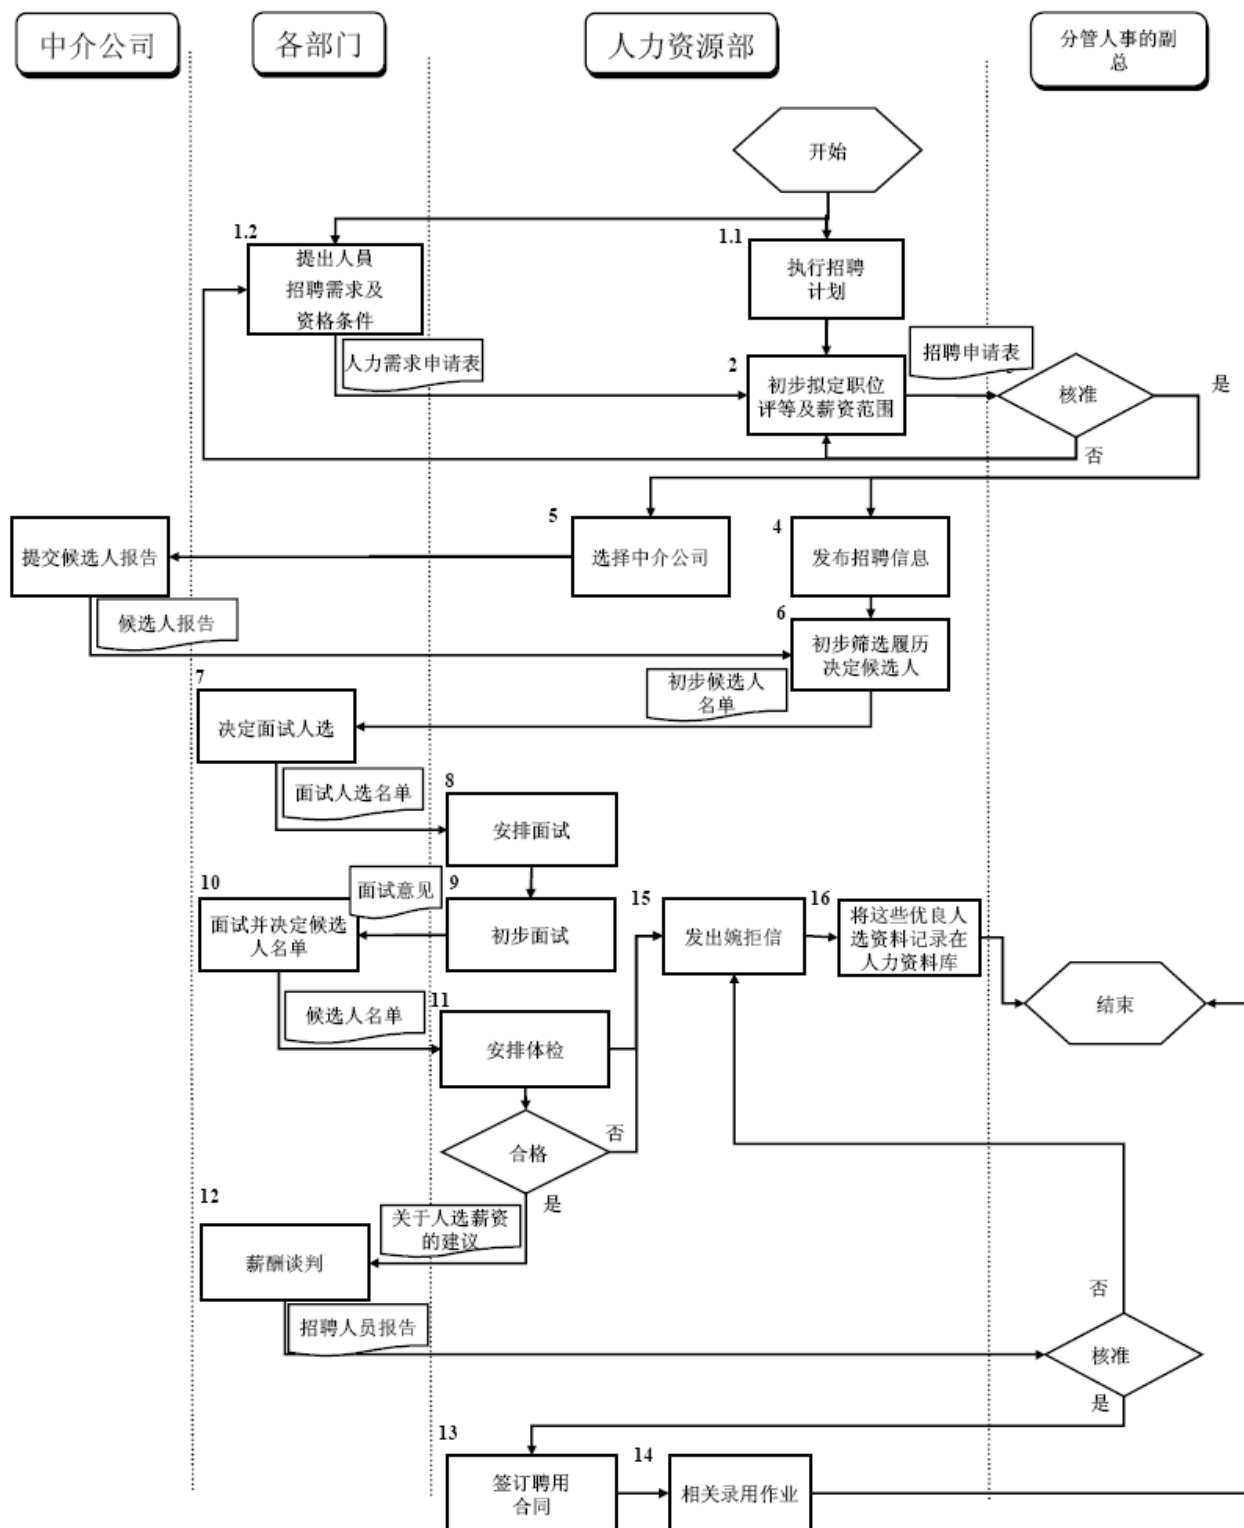 中介公司
各部门
人力资源部
分管人事的副
总
开始
1.2
提出人员
招聘需求及
资格条件
1.1
执行招聘
计划
人力需求申请表
2
初步拟定职位
评等及薪资范围
招聘申请表
核准
是
否
提交候选人报告
5
选择中介公司
4
发布招聘信息
候选人报告
6
初步筛选履历
决定候选人
初步候选人
名单
7
决定面试人选
面试人选名单
8
安排面试
10
面试并决定候选
人名单
面试意见
9
初步面试
15
发出婉拒信
16
将这些优良人
选资料记录在
人力资料库
结束
候选人名单
11
安排体检
合格
否
是
12
薪酬谈判
关于人选薪资
的建议
招聘人员报告
否
核准
是
13
签订聘用
合同
14
相关录用作业